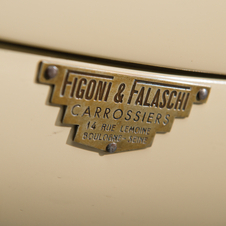 FIGONI & FALASCHI
CARROSSIERS
14 RUE LEMOINE
BOULOGNE SEINE